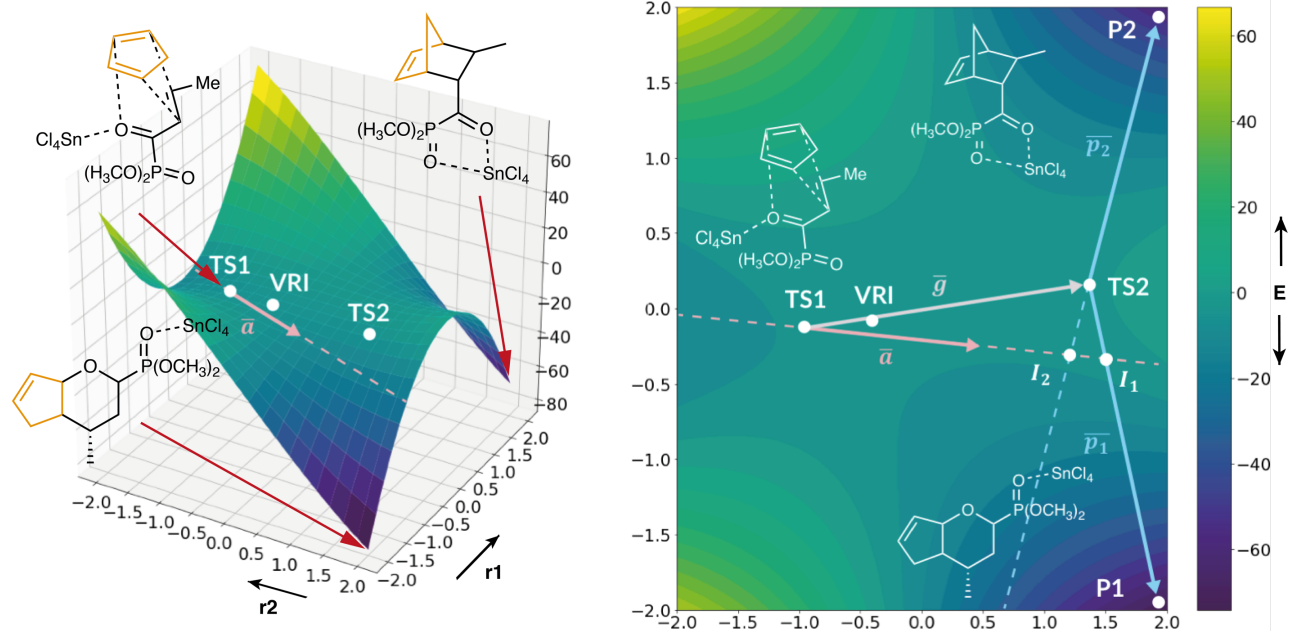 Me
Cl4Sn
O
(H3CO)2P
O
(H3CO)2P
O
O
SnCl4
TS1
VRI
a
TS2
O
SnCl4
O
P(OCH3)2
60
40
20
0
−20
−40
−60
−80
−2.0
−1.5
−1.0
−0.5
0.0
0.5
1.0
1.5
2.0
−2.0
−1.5
−1.0
−0.5
0.0
0.5
1.0
1.5
2.0
r2
r1
2.0
1.5
1.0
0.5
0.0
−0.5
−1.0
−1.5
−2.0
−2.0
−1.5
−1.0
−0.5
0.0
0.5
1.0
1.5
2.0
P2
(H3CO)2P
O
O
SnCl4
p2
Me
O
Cl4Sn
(H3CO)2P
O
TS1
VRI
g
TS2
a
I2
I1
p1
O
SnCl4
O
P(OCH3)2
P1
60
40
20
0
−20
−40
−60
E